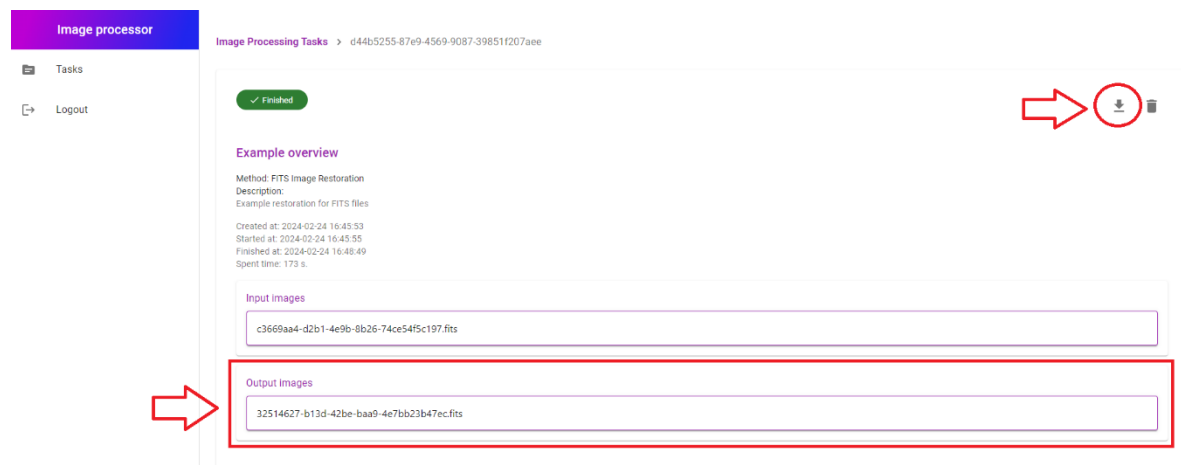 Image processor
Image Processing Tasks > d44b5255-87e9-4569-9087-39851f207aee
Tasks
Logout
✓ Finished
Example overview
Method: FITS Image Restoration
Description:
Example restoration for FITS files
Created at: 2024-02-24 16:45:53
Started at: 2024-02-24 16:45:55
Finished at: 2024-02-24 16:48:49
Spent time: 173 s.
Input images
c3669aa4-d2b1-4e9b-8b26-74ce54f5c197.fits
Output images
32514627-b13d-42be-baa9-4e7bb23b47ec.fits